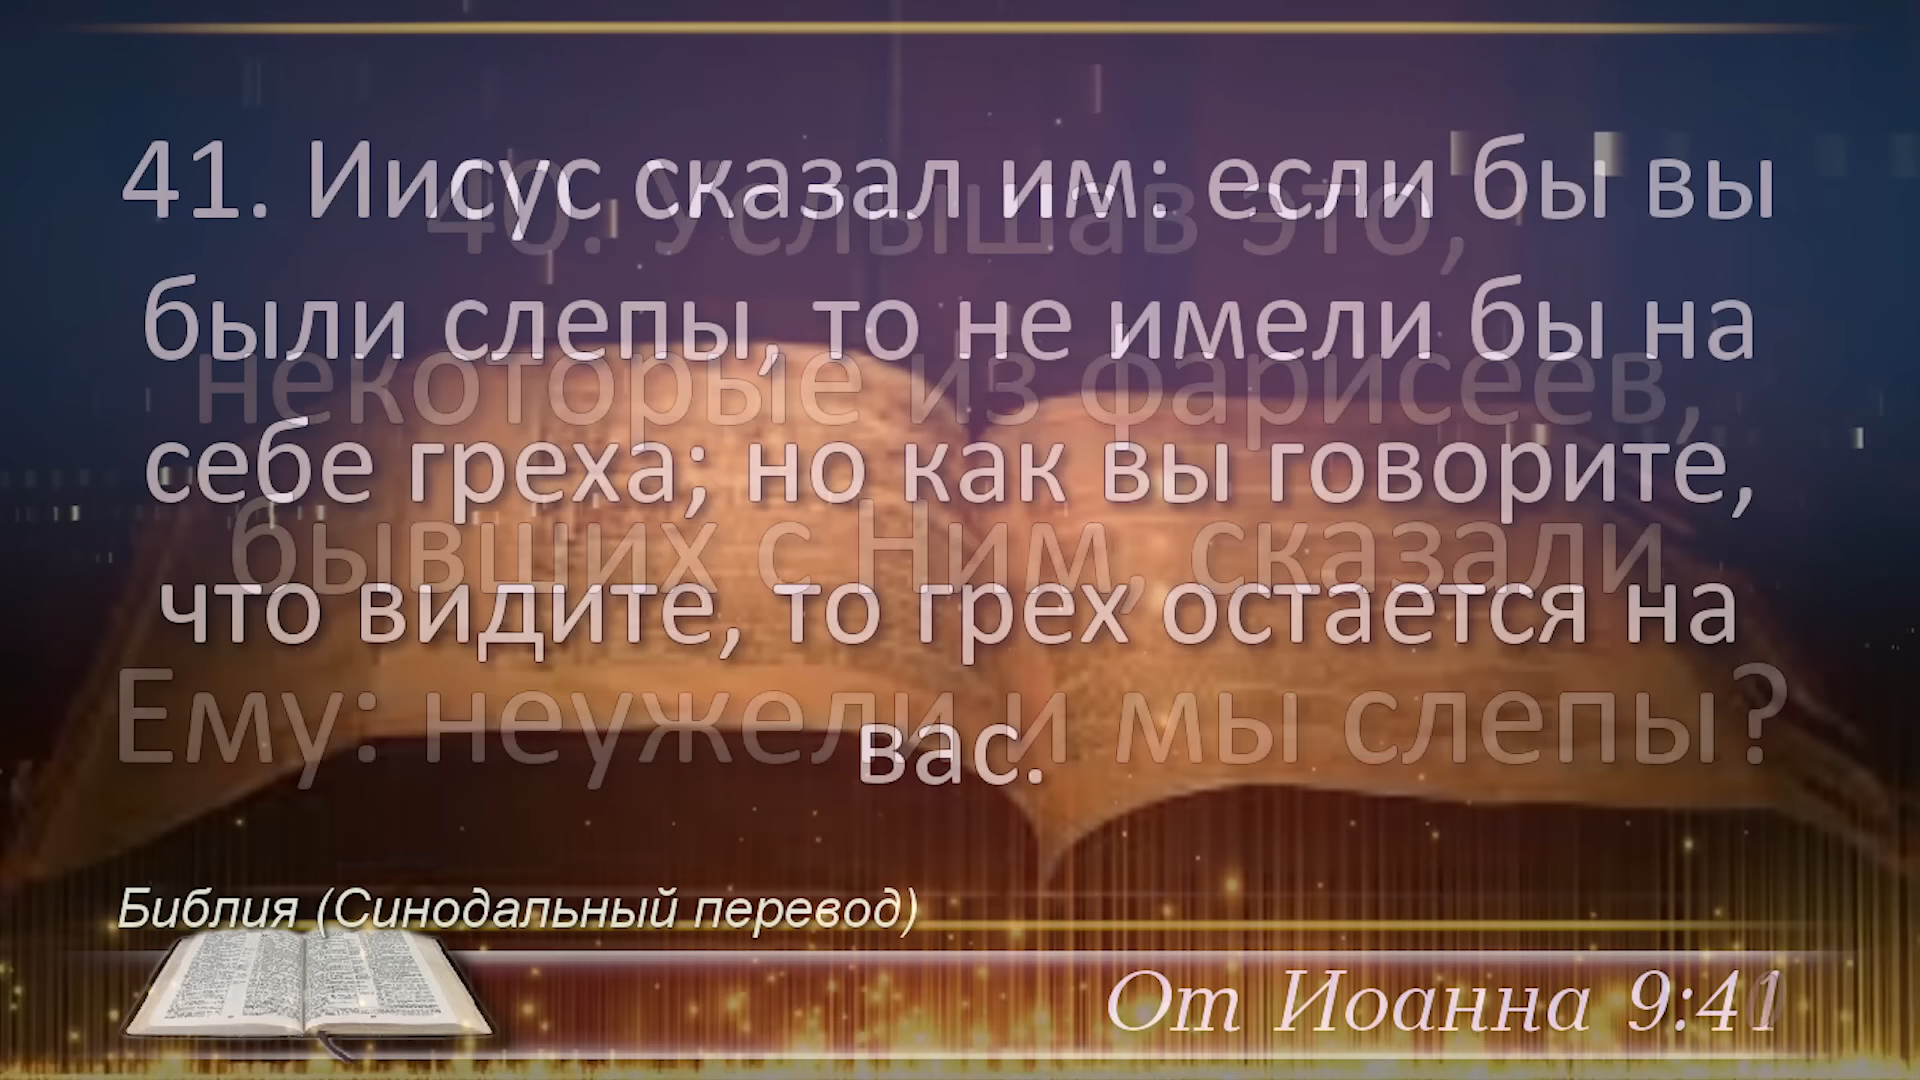 41. Иисус сказал им: если бы вы
были слепы, то не имели бы на
себе греха; но как вы говорите,
что видите, то грех остается на
вас.
40. Услышав это,
некоторые из фарисеев,
бывших с Ним, сказали
Ему: неужели и мы слепы?
Библия (Синодальный перевод)
От Иоанна 9:41